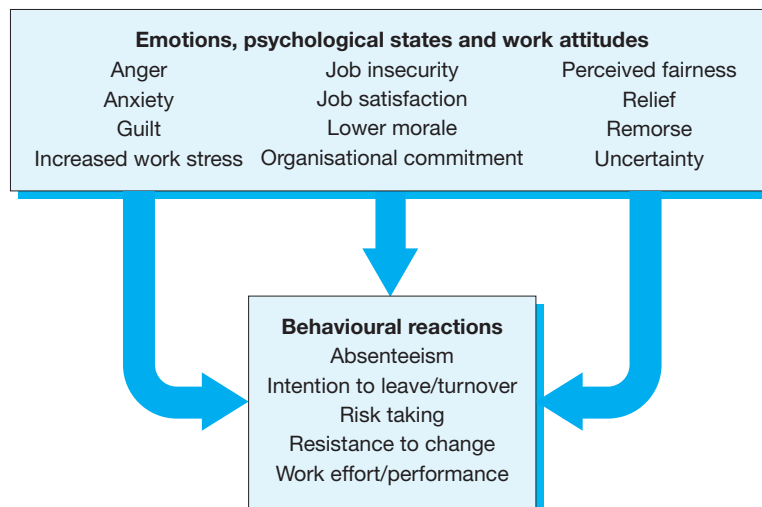 Emotions, psychological states and work attitudes
Anger Job insecurity Perceived fairness
Anxiety Job satisfaction Relief
Guilt Lower morale Remorse
Increased work stress Organisational commitment Uncertainty
Behavioural reactions
Absenteeism
Intention to leave/turnover
Risk taking
Resistance to change
Work effort/performance